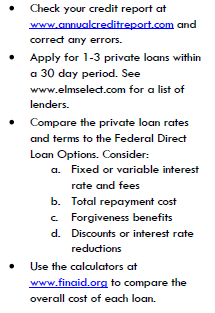 • Check your credit report at
www.annualcreditreport.com and
correct any errors.
• Apply for 1-3 private loans within
a 30 day period. See
www.elmselect.com for a list of
lenders.
• Compare the private loan rates
and terms to the Federal Direct
Loan Options. Consider:
a. Fixed or variable interest
rate and fees
b. Total repayment cost
c. Forgiveness benefits
d. Discounts or interest rate
reductions
• Use the calculators at
www.finaid.org to compare the
overall cost of each loan.